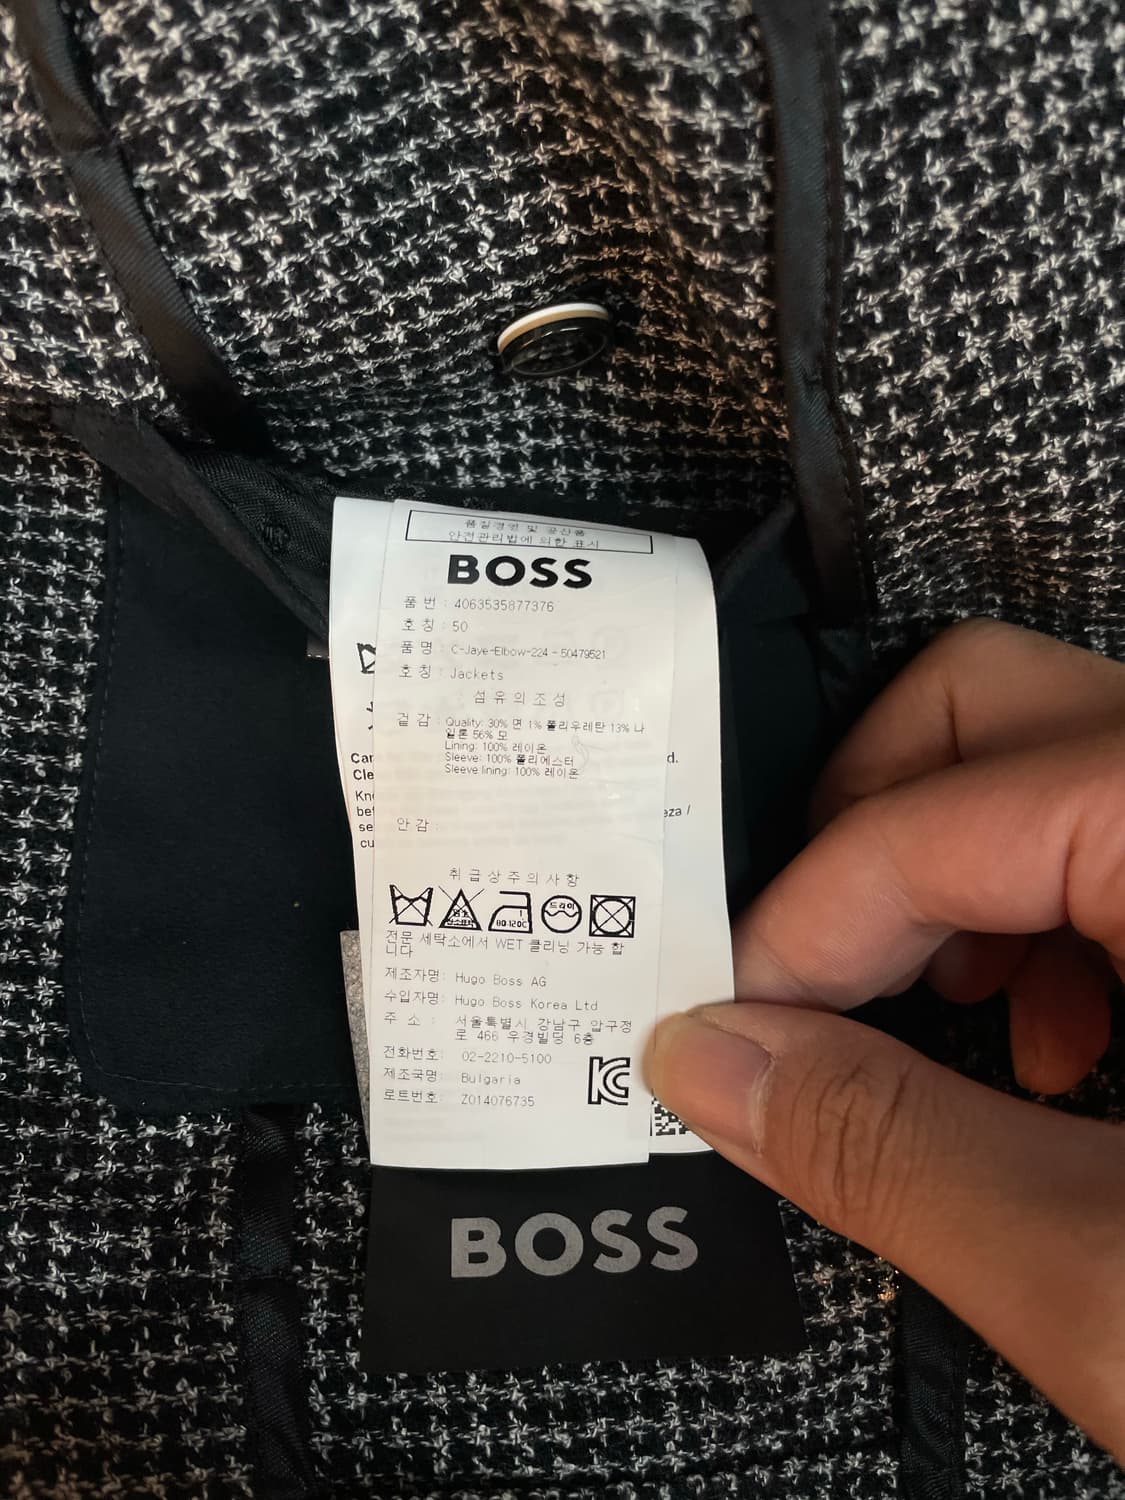 품질경영 및 공산품
안전관리법에 의한 표시
BOSS
품 번 : 4063535877376
호 칭 : 50
품 명 : C-Jaye-Elbow-224 - 50479521
호 칭 : Jackets
섬 유 의 조 성
겉 감 : Quality: 30% 면 1% 폴리우레탄 13% 나
일론 56% 모
Lining: 100% 레이온
Sleeve: 100% 폴리에스터
Sleeve lining: 100% 레이온
안 감 :
취 급 상 주 의 사 항
80-120C
드라이
전문 세탁소에서 WET 클리닝 가능 합
니다
제조자명: Hugo Boss AG
수입자명: Hugo Boss Korea Ltd
주 소 : 서울특별시 강남구 압구정
로 466 우경빌딩 6층
전화번호: 02-2210-5100
제조국명: Bulgaria
로트번호: Z014076735
BOSS